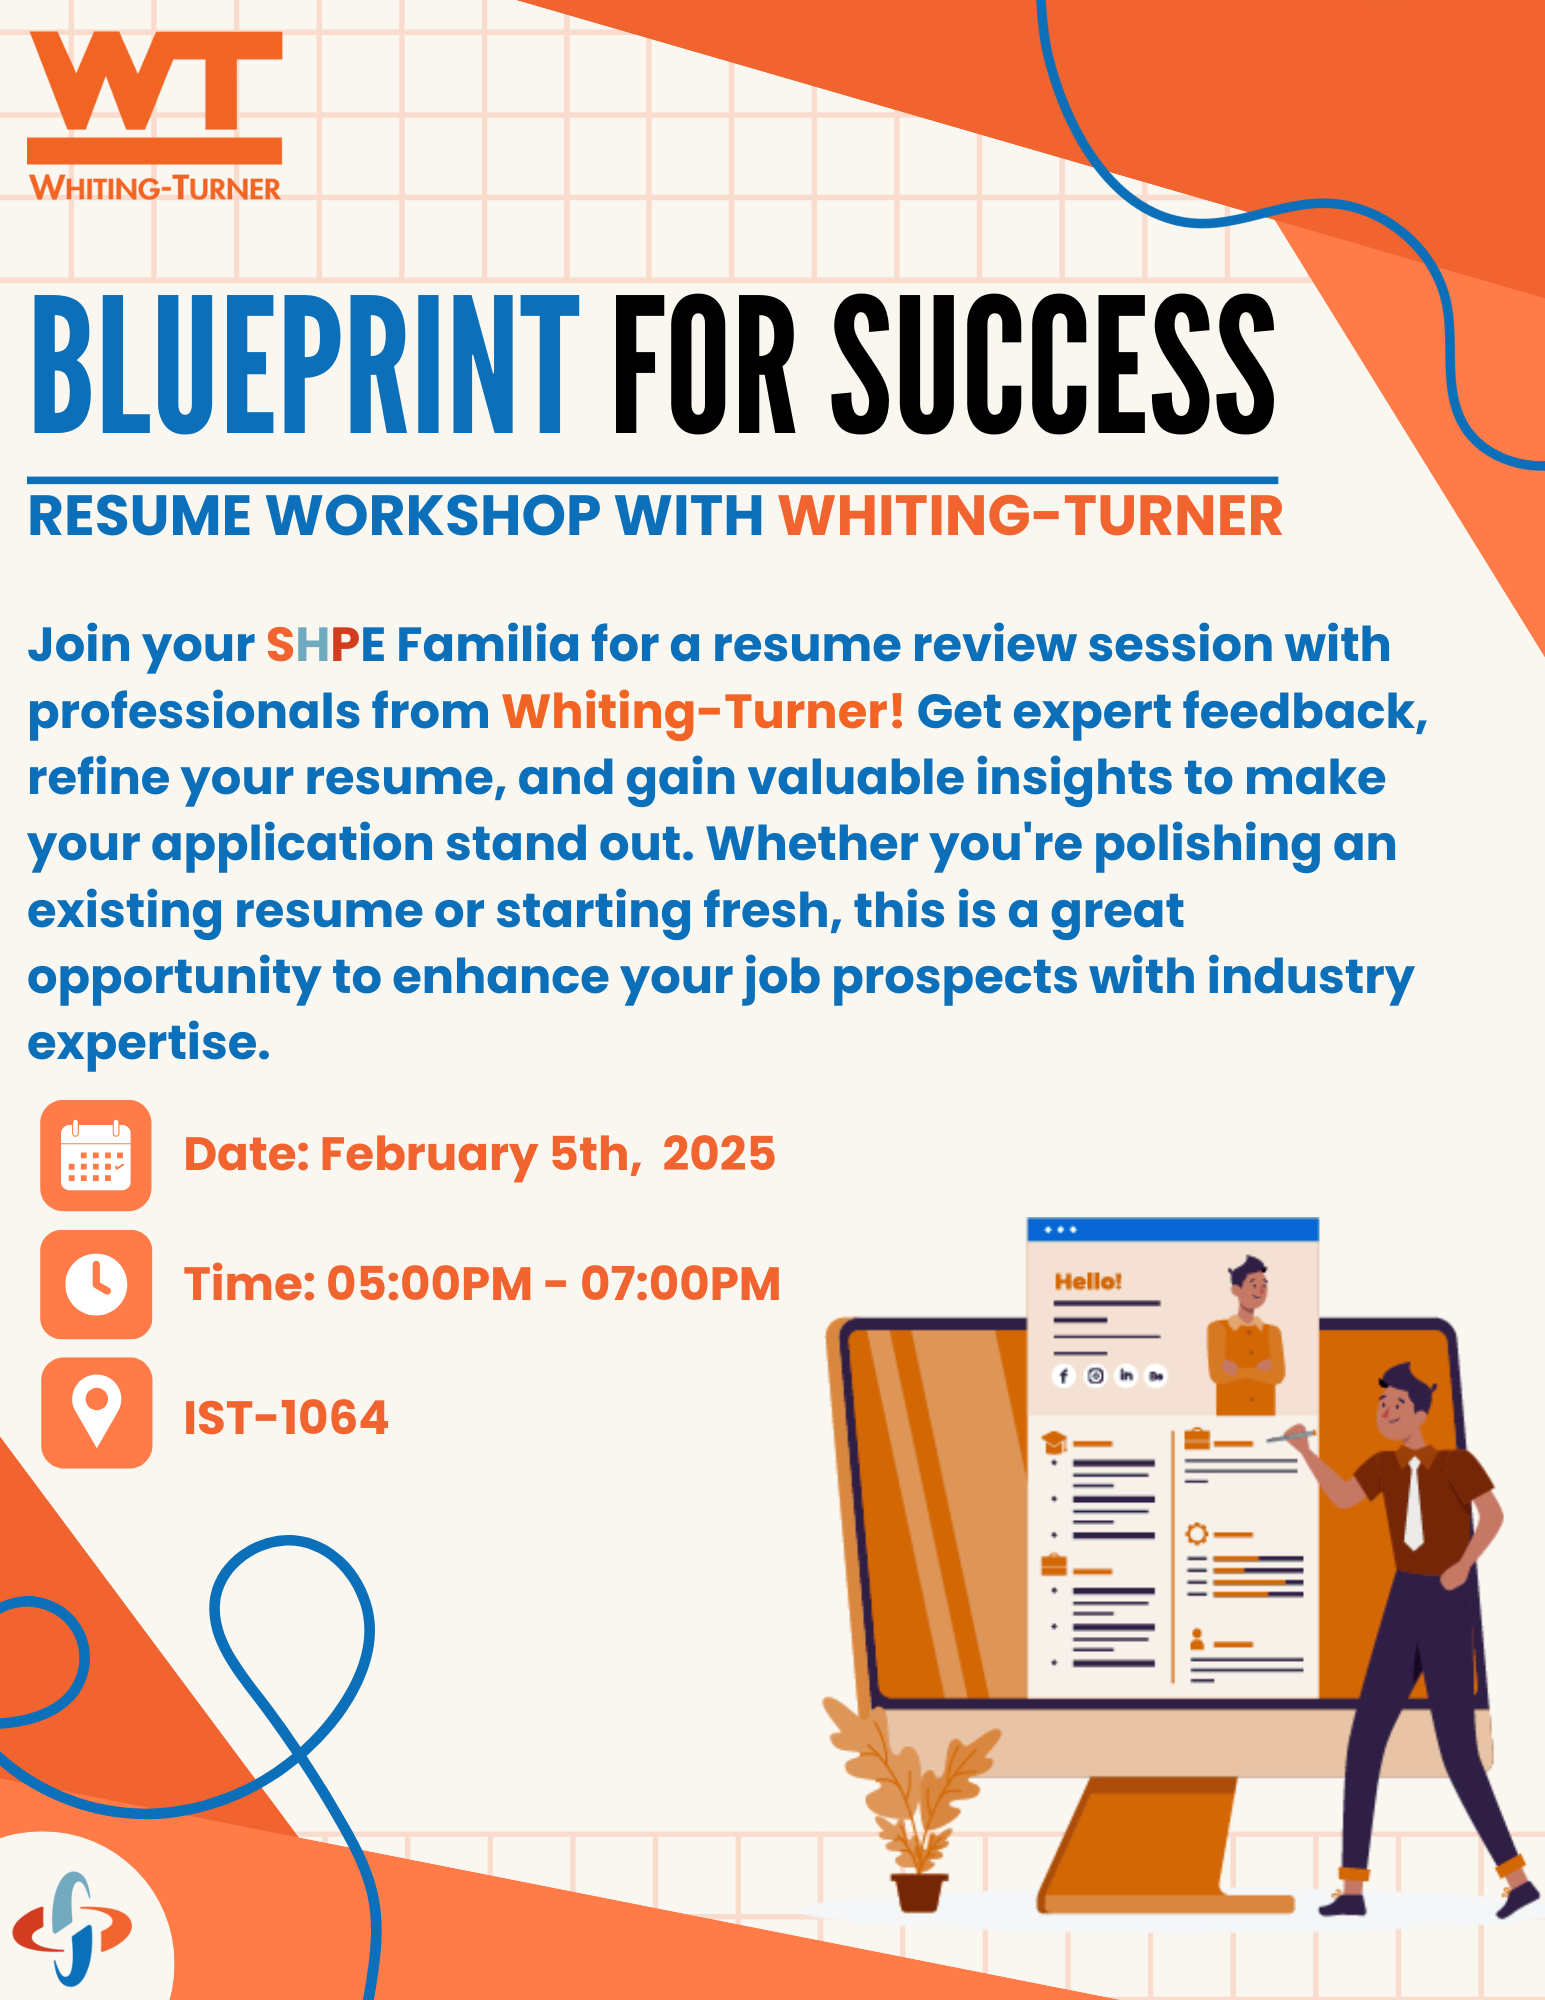 WT
WHITING-TURNER
BLUEPRINT FOR SUCCESS
RESUME WORKSHOP WITH WHITING-TURNER
Join your SHPE Familia for a resume review session with
professionals from Whiting-Turner! Get expert feedback,
refine your resume, and gain valuable insights to make
your application stand out. Whether you're polishing an
existing resume or starting fresh, this is a great
opportunity to enhance your job prospects with industry
expertise.
Date: February 5th, 2025
Time: 05:00PM - 07:00PM
IST-1064
Hello!
f in Be